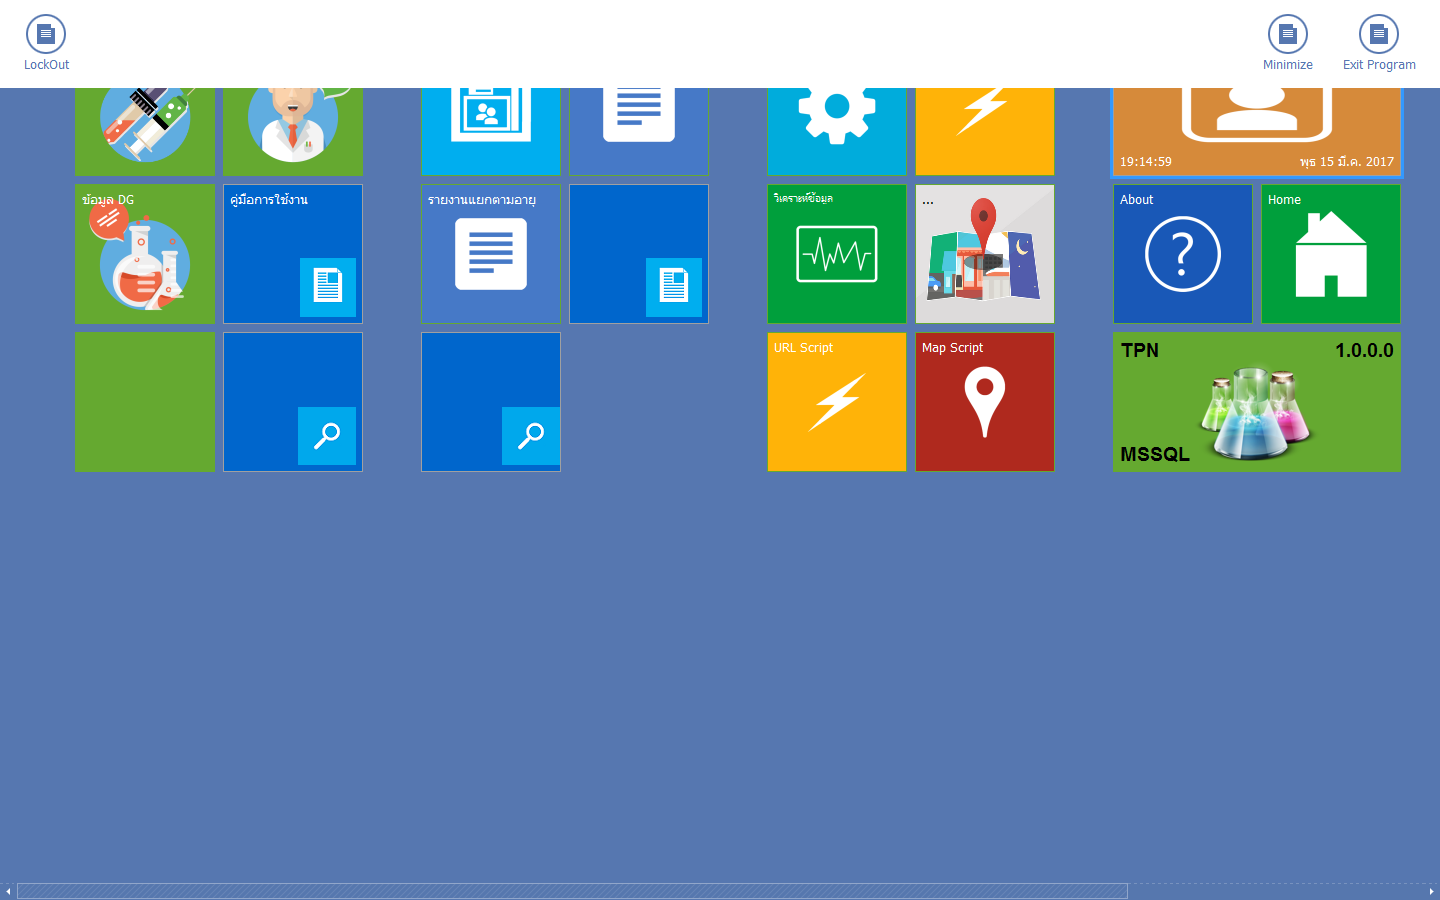 LockOut
Minimize
Exit Program
19:14:59
พุธ 15 มี.ค. 2017
ข้อมูล DG
คู่มือการใช้งาน
รายงานแยกตามอายุ
วิเคราะห์ข้อมูล
...
About
Home
URL Script
Map Script
TPN
1.0.0.0
MSSQL